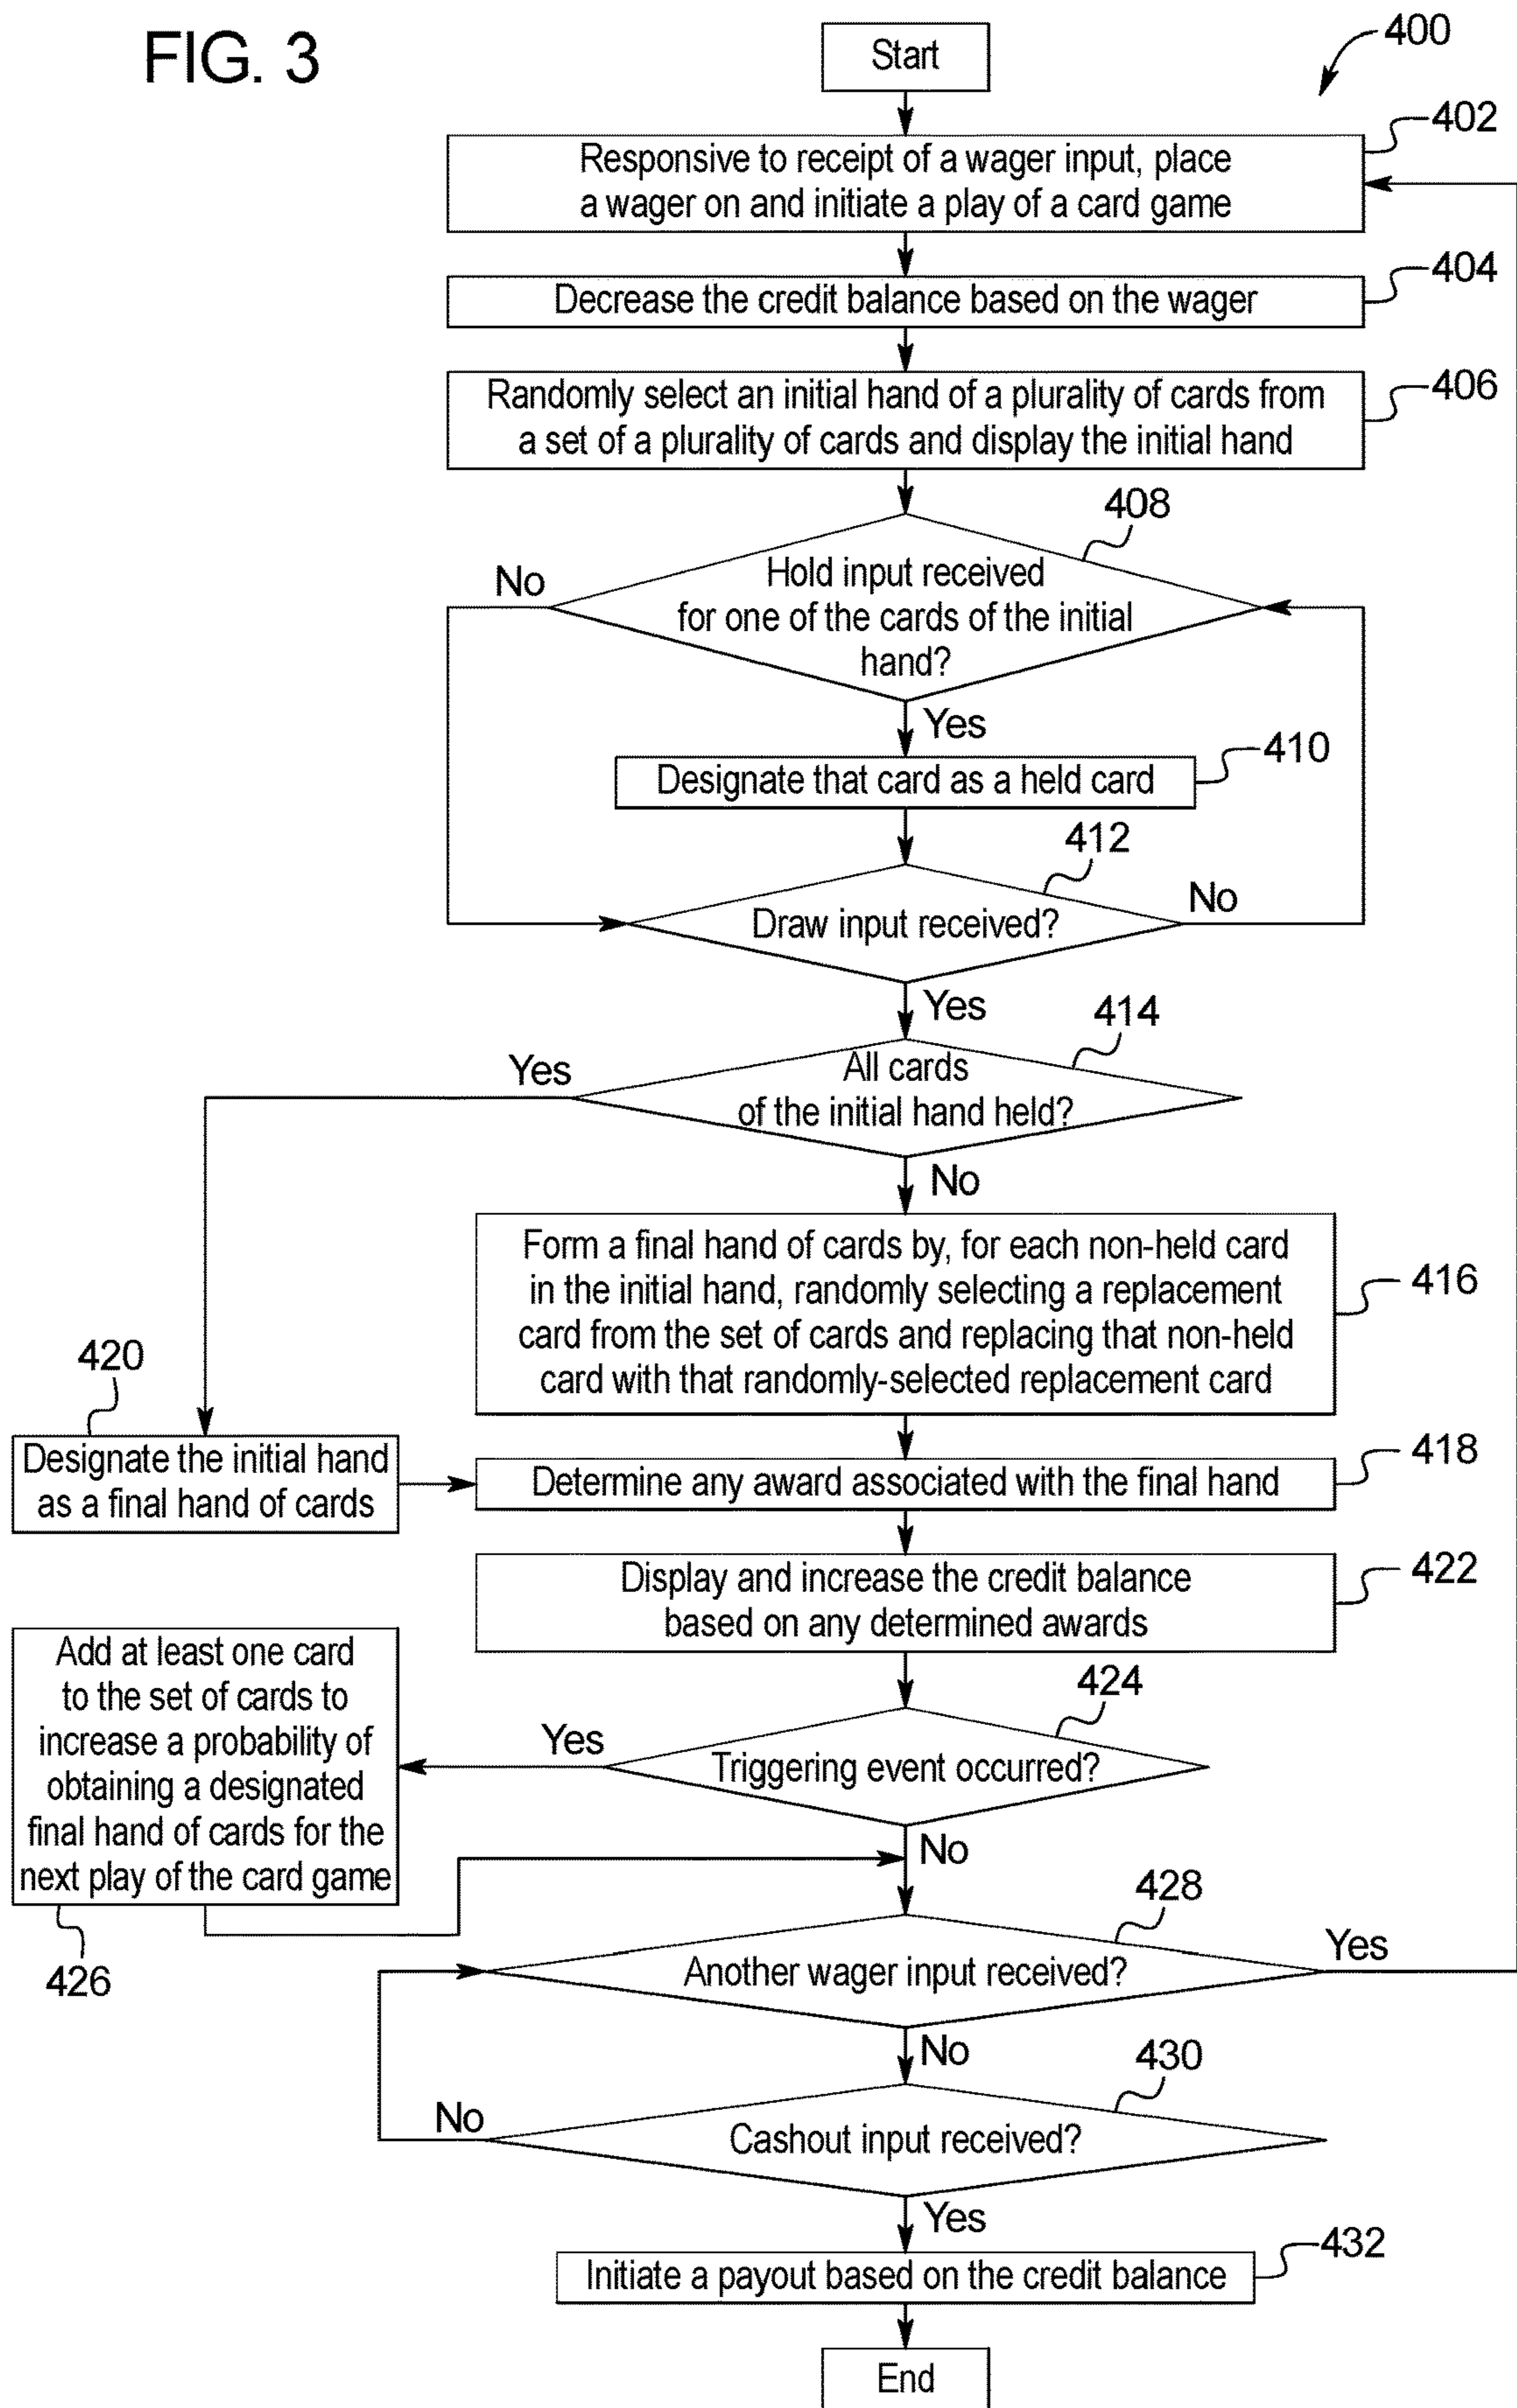 FIG. 3
400
Start
402
Responsive to receipt of a wager input, place
a wager on and initiate a play of a card game
404
Decrease the credit balance based on the wager
406
Randomly select an initial hand of a plurality of cards from
a set of a plurality of cards and display the initial hand
408
No
Hold input received
for one of the cards of the initial
hand?
Yes
410
Designate that card as a held card
412
Draw input received?
No
Yes
414
Yes
All cards
of the initial hand held?
No
Form a final hand of cards by, for each non-held card
in the initial hand, randomly selecting a replacement
card from the set of cards and replacing that non-held
card with that randomly-selected replacement card
416
420
Designate the initial hand
as a final hand of cards
418
Determine any award associated with the final hand
Display and increase the credit balance
based on any determined awards
422
Add at least one card
to the set of cards to
increase a probability of
obtaining a designated
final hand of cards for the
next play of the card game
426
424
Yes
Triggering event occurred?
No
428
Another wager input received?
Yes
No
430
No
Cashout input received?
Yes
432
Initiate a payout based on the credit balance
End